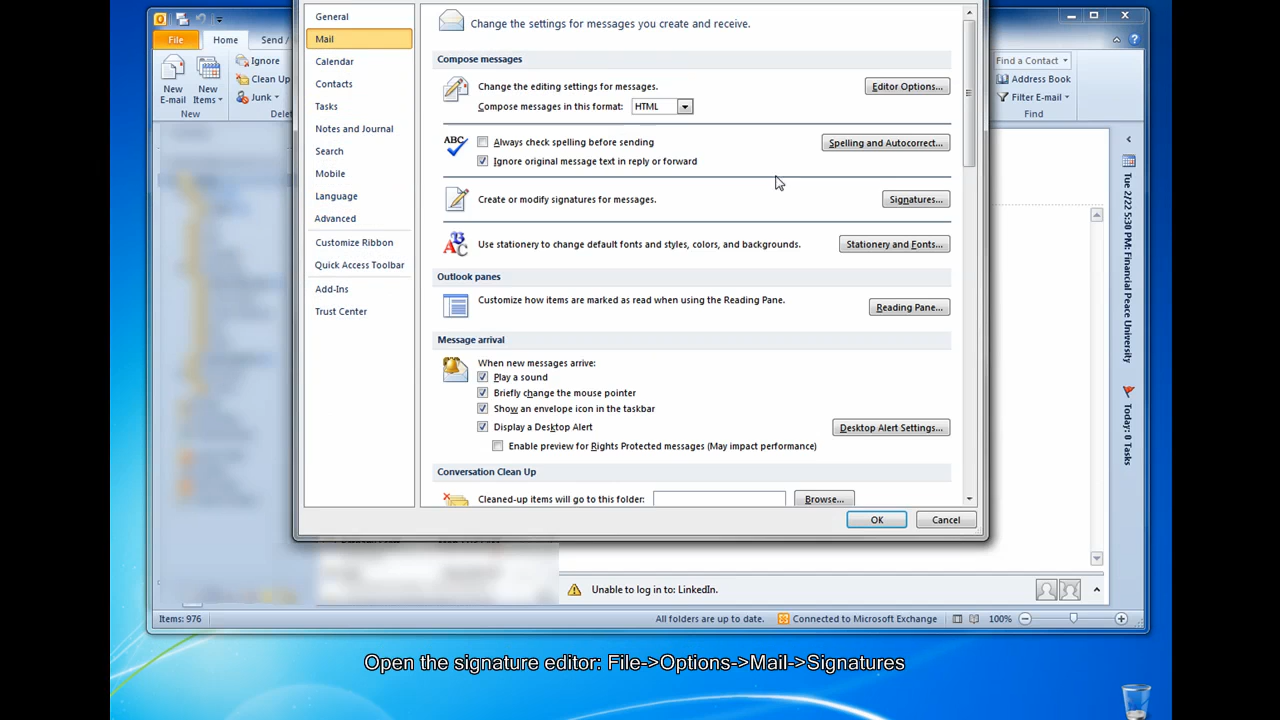 General
Mail
Calendar
Contacts
Tasks
Notes and Journal
Search
Mobile
Language
Advanced
Customize Ribbon
Quick Access Toolbar
Add-Ins
Trust Center
Change the settings for messages you create and receive.
Compose messages
Change the editing settings for messages.
Editor Options...
Compose messages in this format: HTML
ABC
Always check spelling before sending
Spelling and Autocorrect...
Ignore original message text in reply or forward
Create or modify signatures for messages.
Signatures...
Use stationery to change default fonts and styles, colors, and backgrounds.
Stationery and Fonts...
Outlook panes
Customize how items are marked as read when using the Reading Pane.
Reading Pane...
Message arrival
When new messages arrive:
Play a sound
Briefly change the mouse pointer
Show an envelope icon in the taskbar
Display a Desktop Alert
Desktop Alert Settings...
Enable preview for Rights Protected messages (May impact performance)
Conversation Clean Up
Cleaned-up items will go to this folder:
Browse...
OK
Cancel
File
Home
Send /
New E-mail
New Items
Ignore
Clean Up
Junk
New
Find a Contact
Address Book
Filter E-mail
Find
Tue 2/22 5:30 PM: Financial Peace University
Today: 0 Tasks
Unable to log in to: LinkedIn.
Items: 976
All folders are up to date.
Connected to Microsoft Exchange
100%
Open the signature editor: File->Options->Mail->Signatures